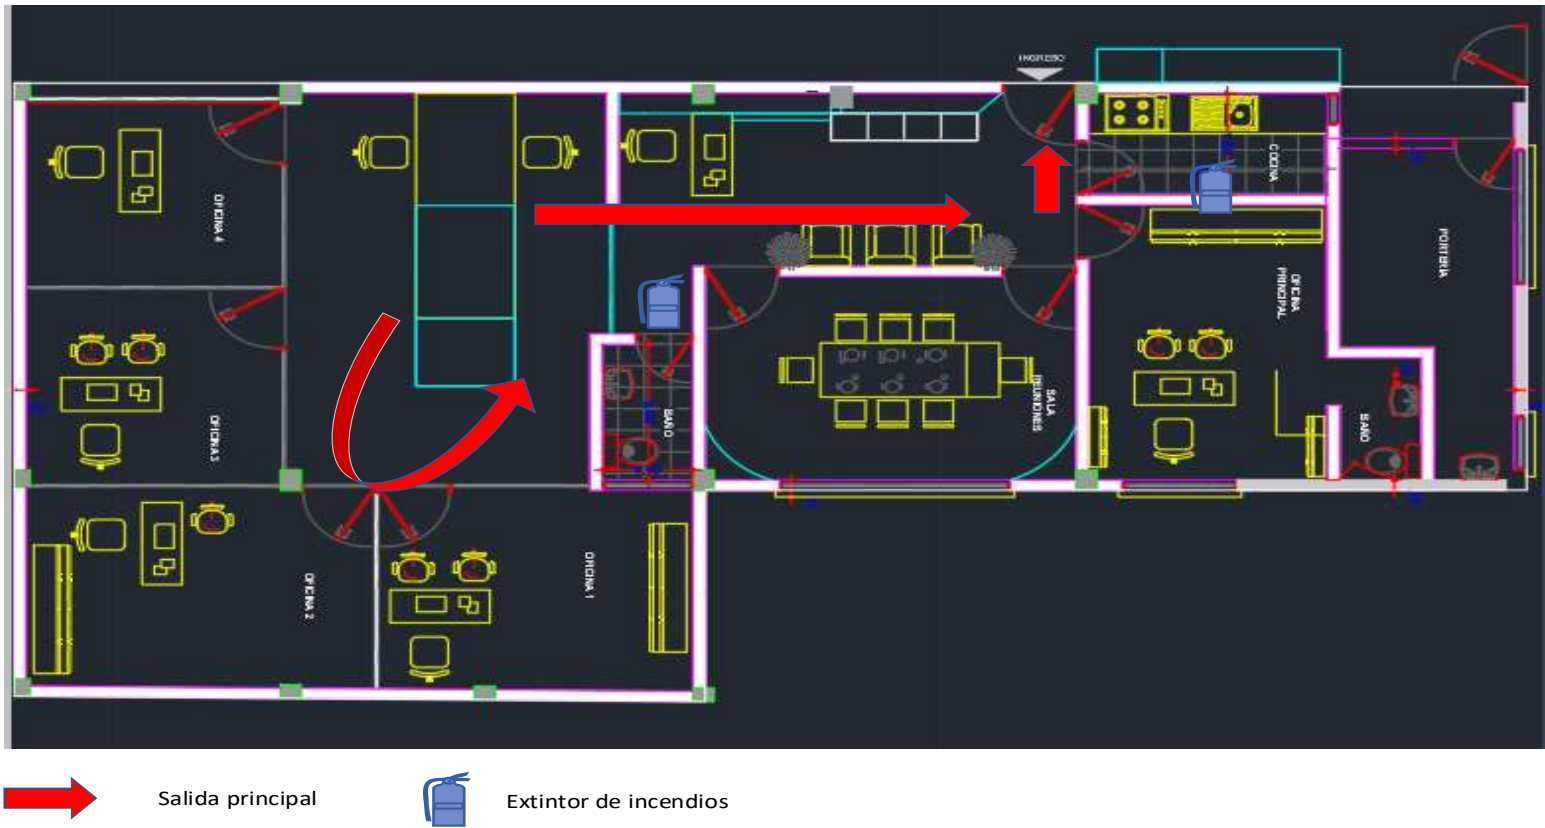 OFICINA 4
COCINA
OFICINA
PRINCIPAL
PORTERIA
OFICINA 3
BAÑO
SALA
REUNIONES
BAÑO
OFICINA 2
OFICINA 1
Salida principal
Extintor de incendios